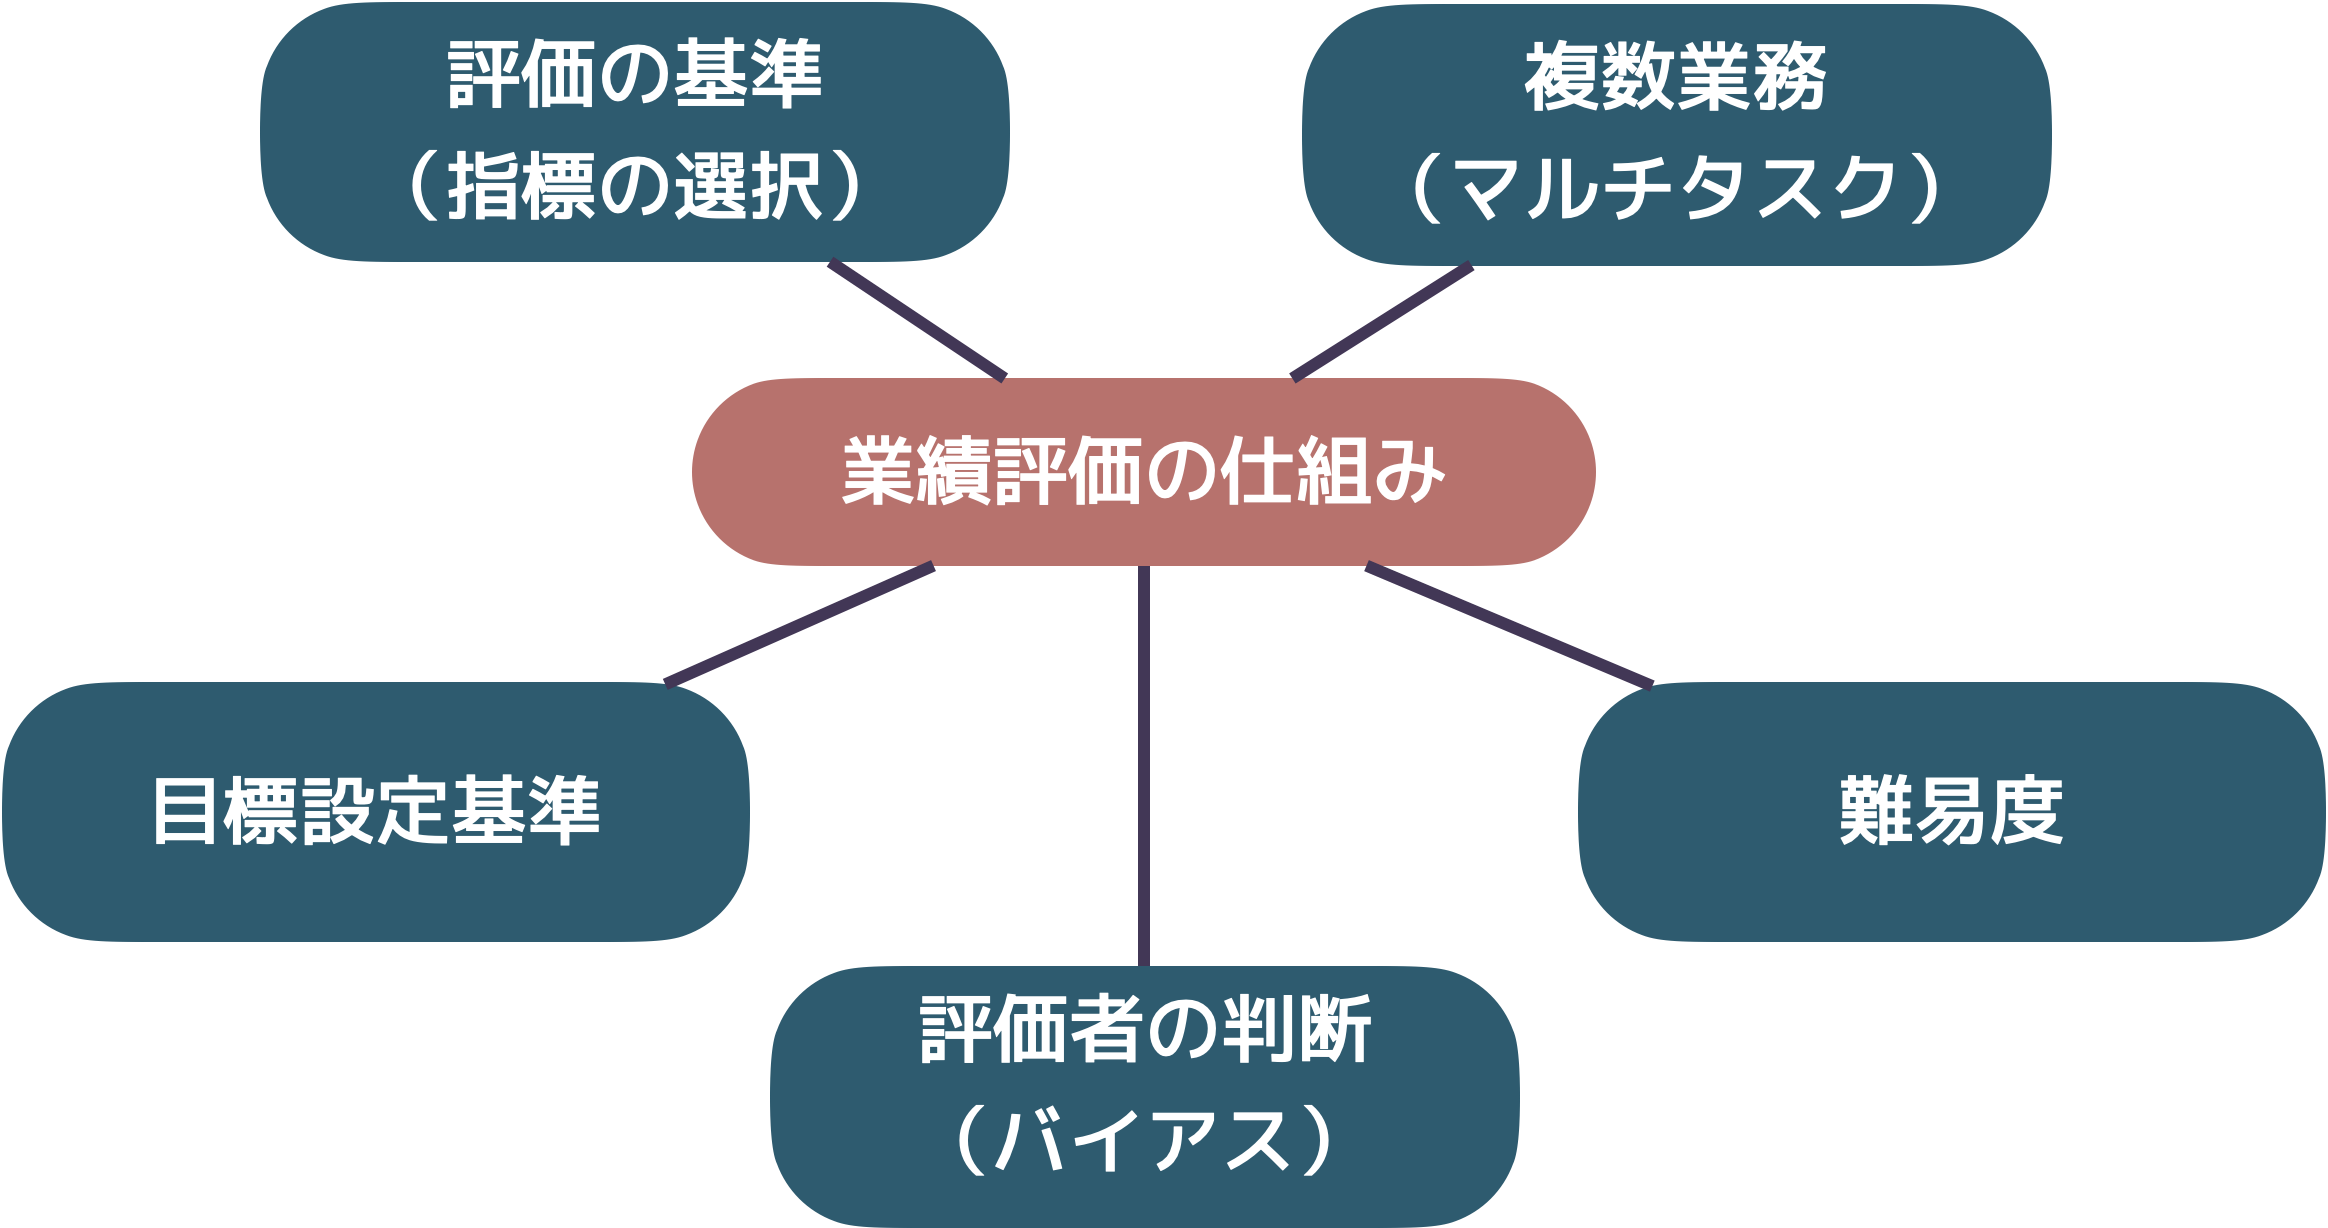 評価の基準
（指標の選択）
複数業務
（マルチタスク）
業績評価の仕組み
目標設定基準
難易度
評価者の判断
（バイアス）